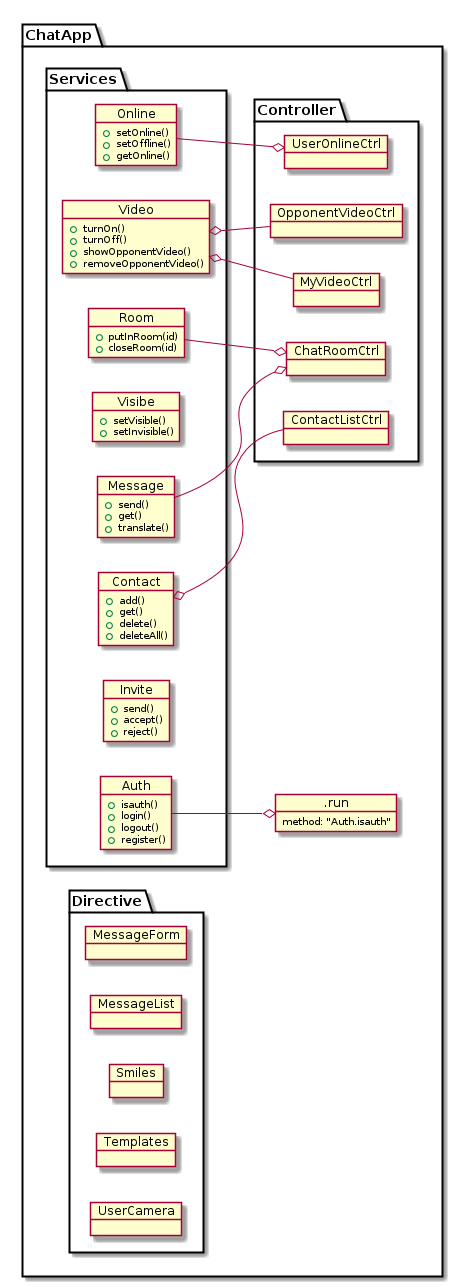 ChatApp
Services
Online
setOnline()
setOffline()
getOnline()
Video
turnOn()
turnOff()
showOpponentVideo()
removeOpponentVideo()
Room
putInRoom(id)
closeRoom(id)
Visibe
setVisible()
setInvisible()
Message
send()
get()
translate()
Contact
add()
get()
delete()
deleteAll()
Invite
send()
accept()
reject()
Auth
isauth()
login()
logout()
register()
Controller
UserOnlineCtrl
OpponentVideoCtrl
MyVideoCtrl
ChatRoomCtrl
ContactListCtrl
.run
method: "Auth.isauth"
Directive
MessageForm
MessageList
Smiles
Templates
UserCamera